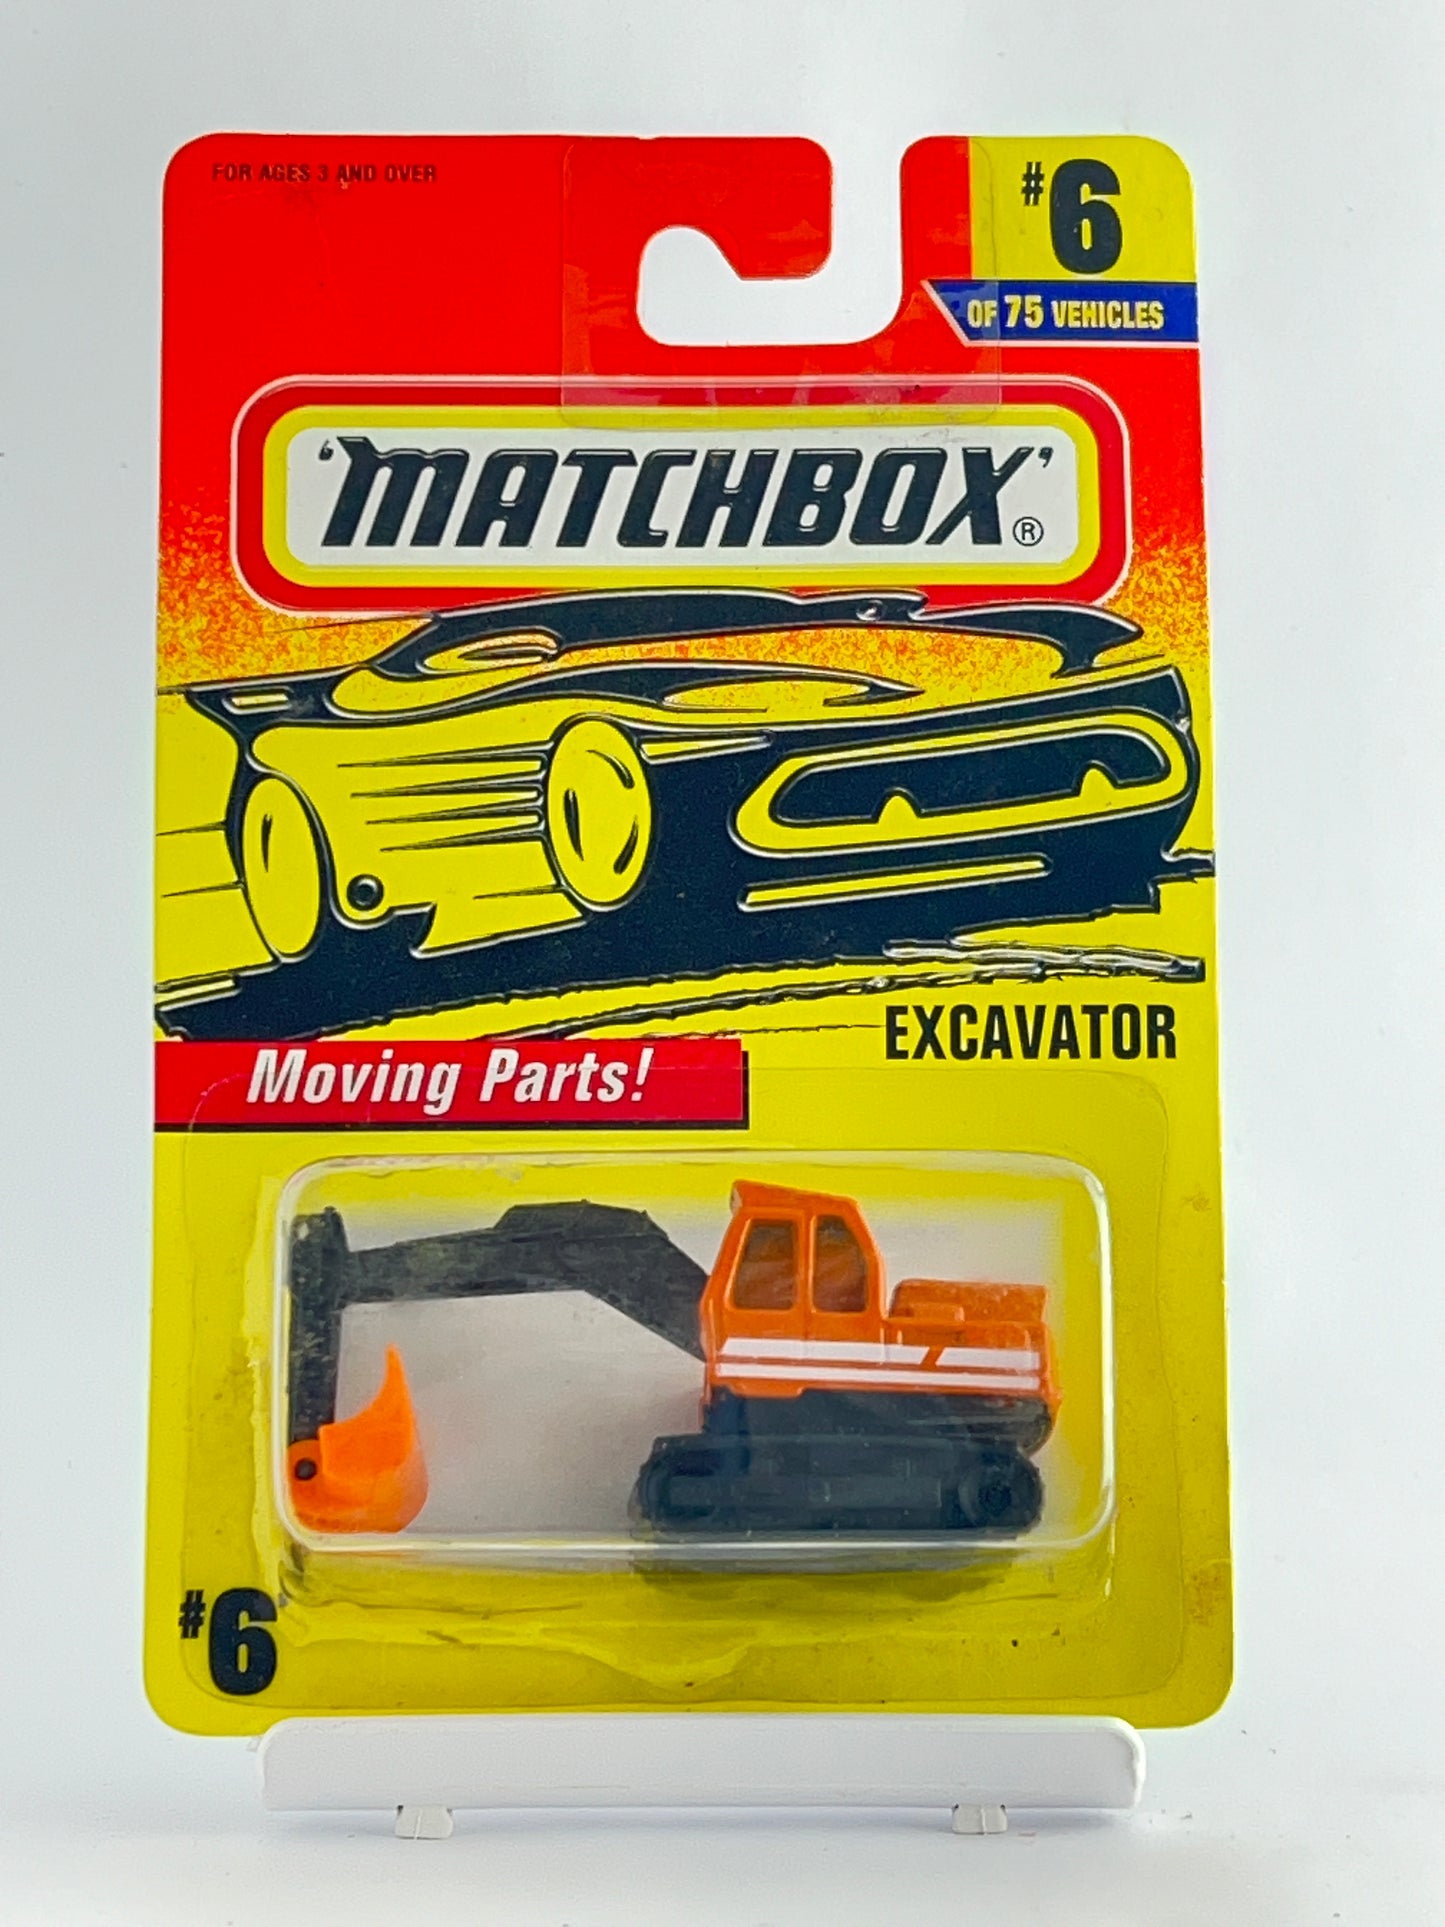 FOR AGES 3 AND OVER
#6
OF 75 VEHICLES
'MATCHBOX'®
EXCAVATOR
Moving Parts!
#6